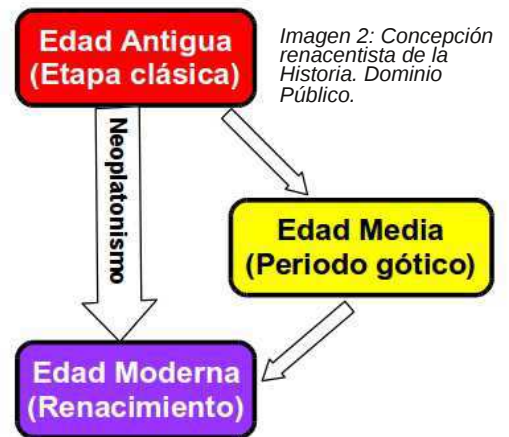 Edad Antigua
(Etapa clásica)
Imagen 2: Concepción
renacentista de la
Historia. Dominio
Público.
Neoplatonismo
Edad Media
(Periodo gótico)
Edad Moderna
(Renacimiento)